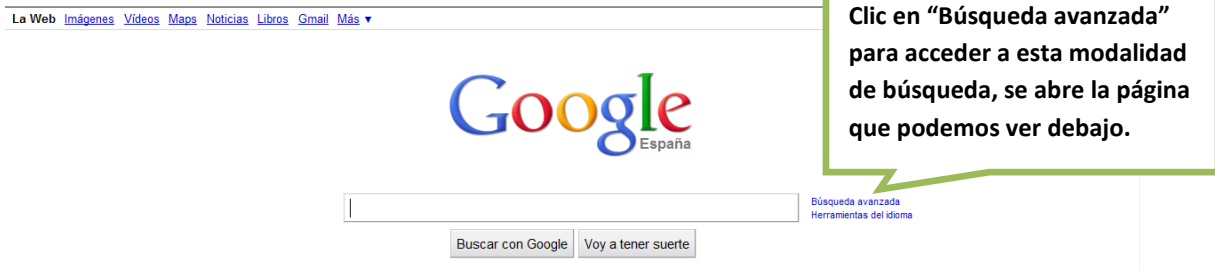 La Web Imágenes Vídeos Maps Noticias Libros Gmail Más ▼
Clic en “Búsqueda avanzada”
para acceder a esta modalidad
de búsqueda, se abre la página
que podemos ver debajo.
Google
España
Búsqueda avanzada
Herramientas del idioma
Buscar con Google Voy a tener suerte